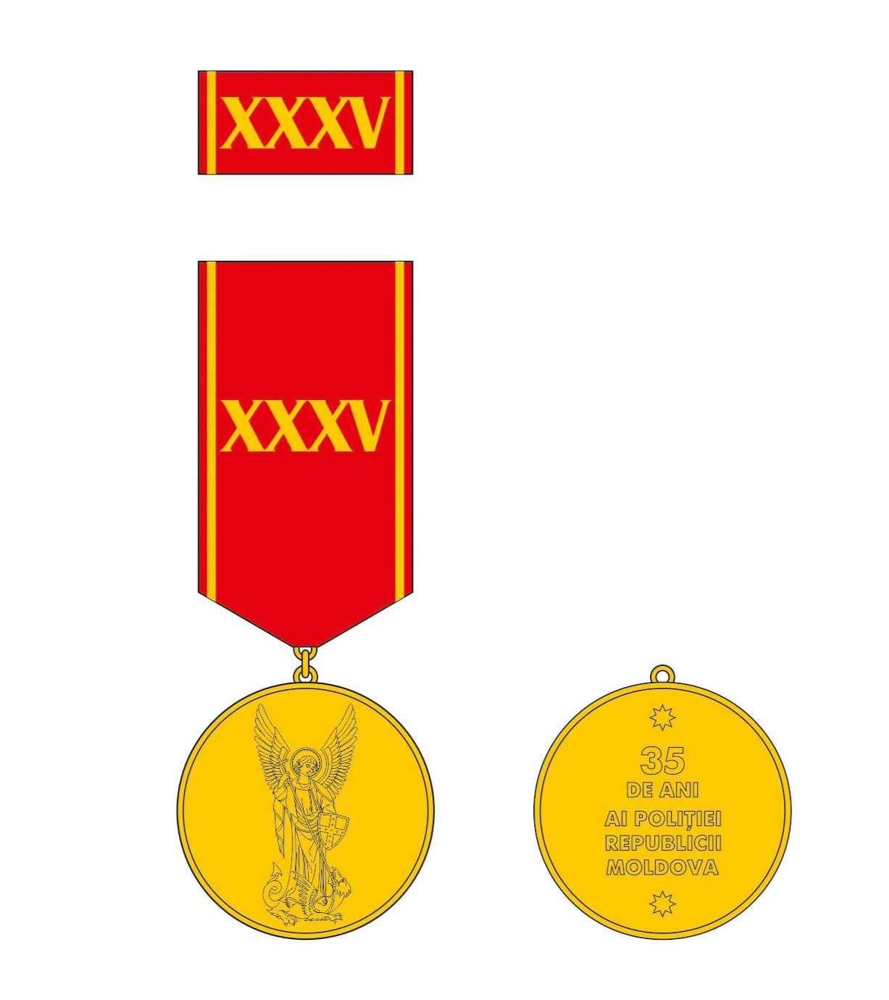 XXXV
XXXV
35
DE ANI
AI POLIȚIEI
REPUBLICII
MOLDOVA